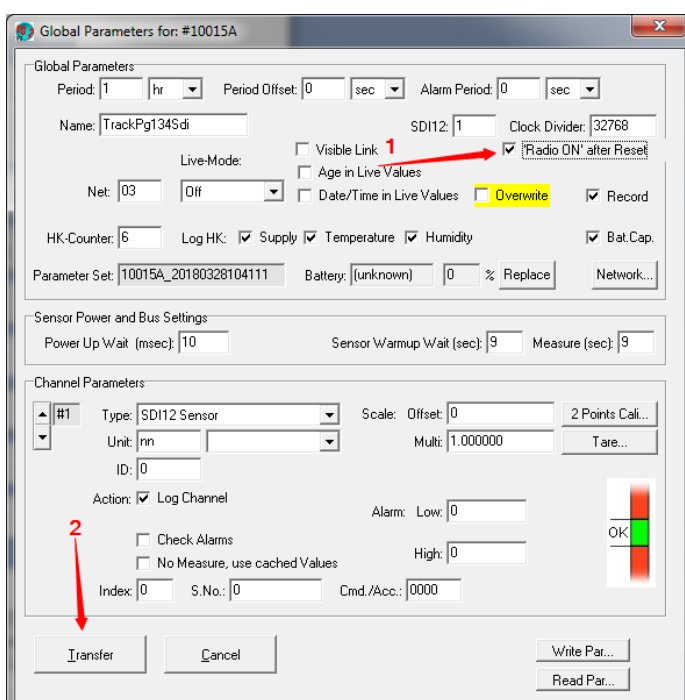 Global Parameters for: #10015A
Global Parameters
Period: 1 hr Period Offset: 0 sec Alarm Period: 0 sec
Name: TrackPg134Sdi SDI12: 1 Clock Divider: 32768
Visible Link 1 'Radio ON' after Reset
Live-Mode: Age in Live Values
Net: 03 Off Date/Time in Live Values Overwrite Record
HK-Counter: 6 Log HK: Supply Temperature Humidity Bat.Cap.
Parameter Set: 10015A_20180328104111 Battery: (unknown) 0 % Replace Network...
Sensor Power and Bus Settings
Power Up Wait (msec): 10 Sensor Warmup Wait (sec): 9 Measure (sec): 9
Channel Parameters
#1 Type: SDI12 Sensor Scale: Offset: 0 2 Points Cali...
Unit: nn Multi: 1.000000 Tare...
ID: 0
Action: Log Channel
Alarm: Low: 0
2 Check Alarms OK
No Measure, use cached Values High: 0
Index: 0 S.No.: 0 Cmd./Acc.: 0000
Transfer Cancel Write Par...
Read Par...